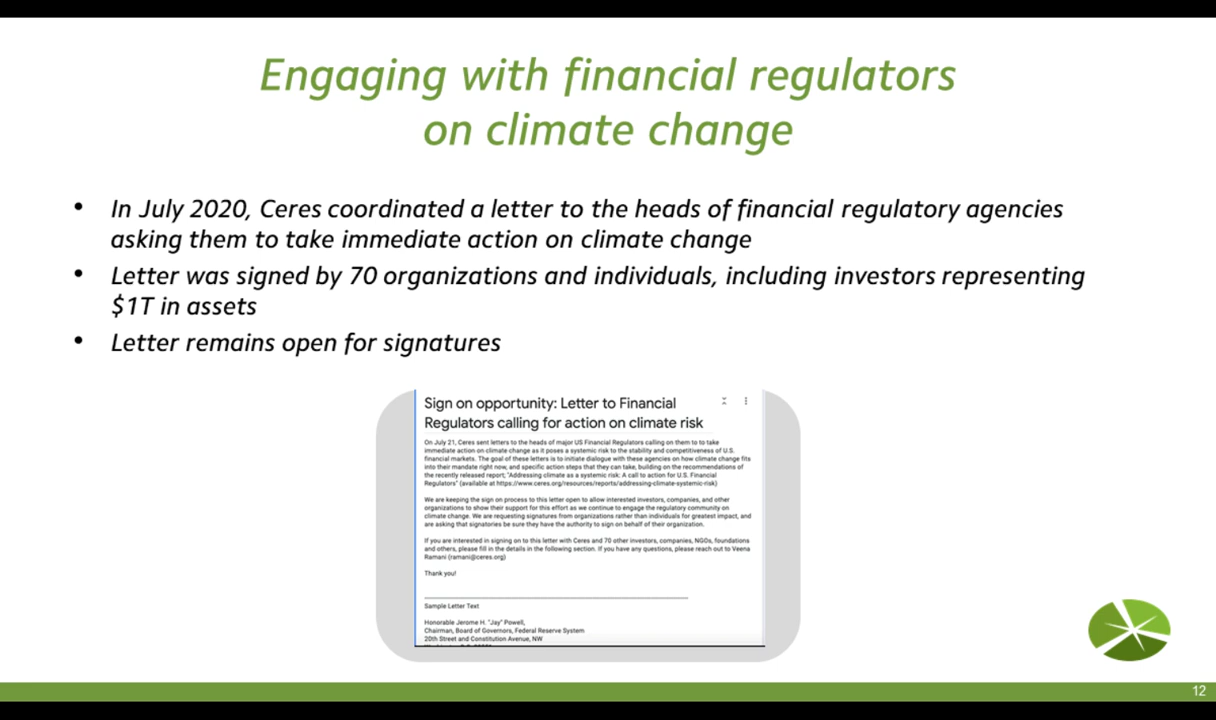 Engaging with financial regulators
on climate change
• In July 2020, Ceres coordinated a letter to the heads of financial regulatory agencies
asking them to take immediate action on climate change
• Letter was signed by 70 organizations and individuals, including investors representing
$1T in assets
• Letter remains open for signatures
Sign on opportunity: Letter to Financial
Regulators calling for action on climate risk
On July 21, Ceres sent letters to the heads of major US Financial Regulators calling on them to to take
immediate action on climate change as it poses a systemic risk to the stability and competitiveness of U.S.
financial markets. The goal of these letters is to initiate dialogue with these agencies on how climate change fits
into their mandate right now, and specific action steps that they can take, building on the recommendations of
the recently released report, "Addressing climate as a systemic risk: A call to action for U.S. Financial
Regulators" (available at https://www.ceres.org/resources/reports/addressing-climate-systemic-risk)
We are keeping the sign on process to this letter open to allow interested investors, companies, and other
organizations to show their support for this effort as we continue to engage the regulatory community on
climate change. We are requesting signatures from organizations rather than individuals for greatest impact, and
are asking that signatories be sure they have the authority to sign on behalf of their organization.
If you are interested in signing on to this letter with Ceres and 70 other investors, companies, NGOs, foundations
and others, please fill in the details in the following section. If you have any questions, please reach out to Veena
Ramani (ramani@ceres.org)
Thank you!
Sample Letter Text
Honorable Jerome H. "Jay" Powell,
Chairman, Board of Governors, Federal Reserve System
20th Street and Constitution Avenue, NW
12